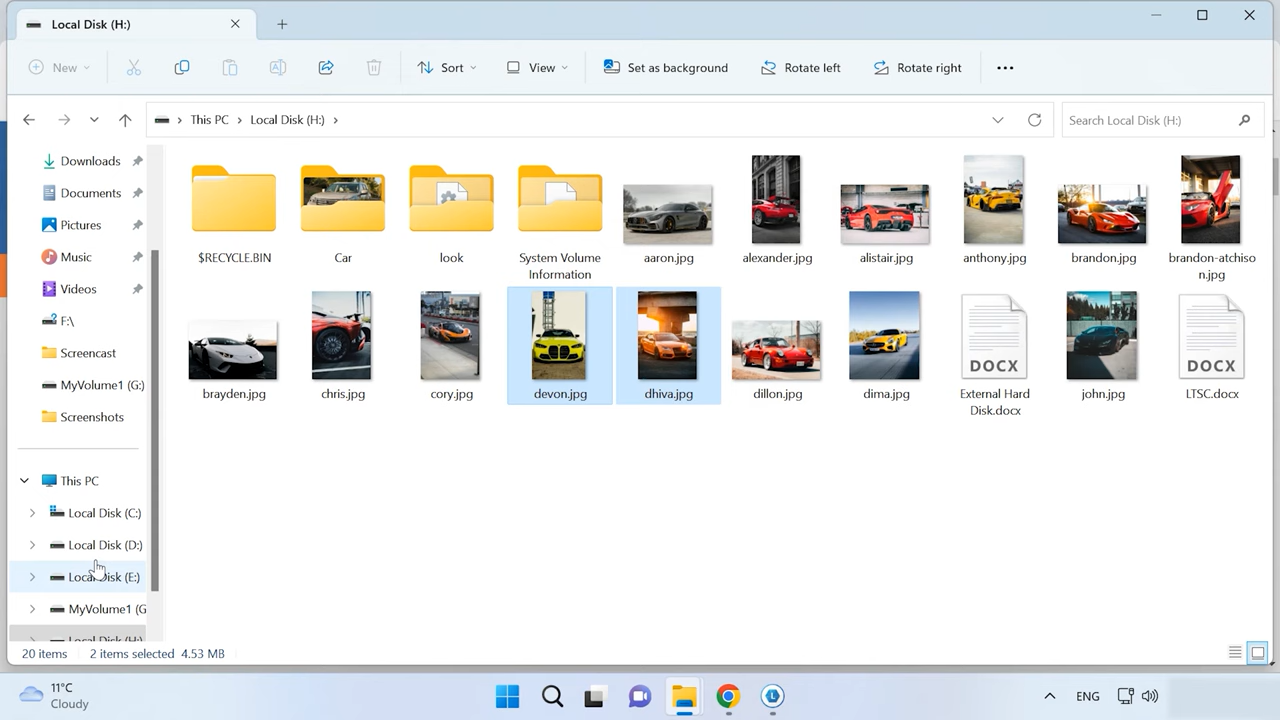 Local Disk (H:)
New
Sort
View
Set as background
Rotate left
Rotate right
This PC
Local Disk (H:)
Search Local Disk (H:)
Downloads
Documents
Pictures
Music
Videos
F:\
Screencast
MyVolume1 (G:)
Screenshots
This PC
Local Disk (C:)
Local Disk (D:)
Local Disk (E:)
MyVolume1 (G
Local Disk (H:)
$RECYCLE.BIN
Car
look
System Volume
Information
aaron.jpg
alexander.jpg
alistair.jpg
anthony.jpg
brandon.jpg
brandon-atchiso
n.jpg
brayden.jpg
chris.jpg
cory.jpg
devon.jpg
dhiva.jpg
dillon.jpg
dima.jpg
DOCX
External Hard
Disk.docx
john.jpg
DOCX
LTSC.docx
20 items
2 items selected 4.53 MB
11°C
Cloudy
ENG